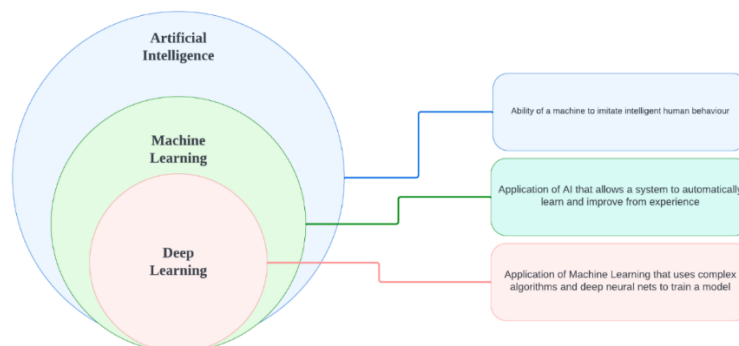 Artificial
Intelligence
Machine
Learning
Deep
Learning
Ability of a machine to imitate intelligent human behaviour
Application of AI that allows a system to automatically
learn and improve from experience
Application of Machine Learning that uses complex
algorithms and deep neural nets to train a model